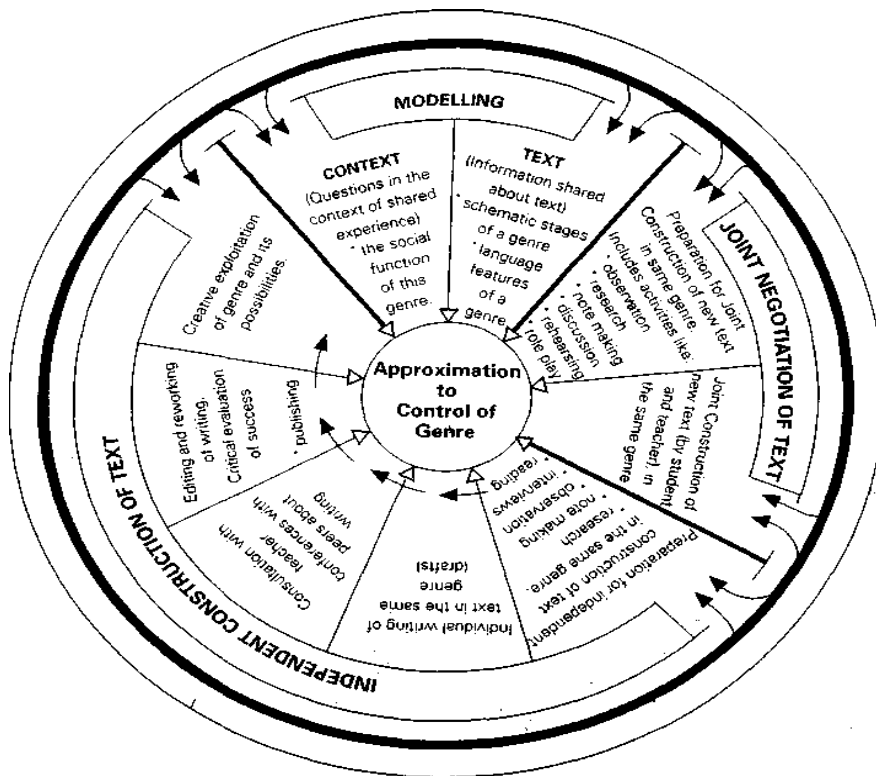 MODELLING
CONTEXT
(Questions in the
context of shared
experience)
• the social
function
of this
genre.
TEXT
(Information shared
about text)
• schematic stages
of a genre
• language
features
of a
genre
JOINT NEGOTIATION OF TEXT
Preparation for Joint
Construction of new text
in same genre.
Includes activities like:
• observation
• research
• note making
• discussion
• rehearsing
• role play
Joint Construction of
new text (by student
and teacher), in
the same genre
INDEPENDENT CONSTRUCTION OF TEXT
Preparation for independent
construction of text
in the same genre.
• research
• note making
• observation
• interviews
reading
Individual writing of
text in the same
genre
(drafts)
Consultation with
teacher
conferences with
peers about
writing
Editing and reworking
of writing.
Critical evaluation
of success
• publishing
Creative exploitation
of genre and its
possibilities.
Approximation
to
Control of
Genre